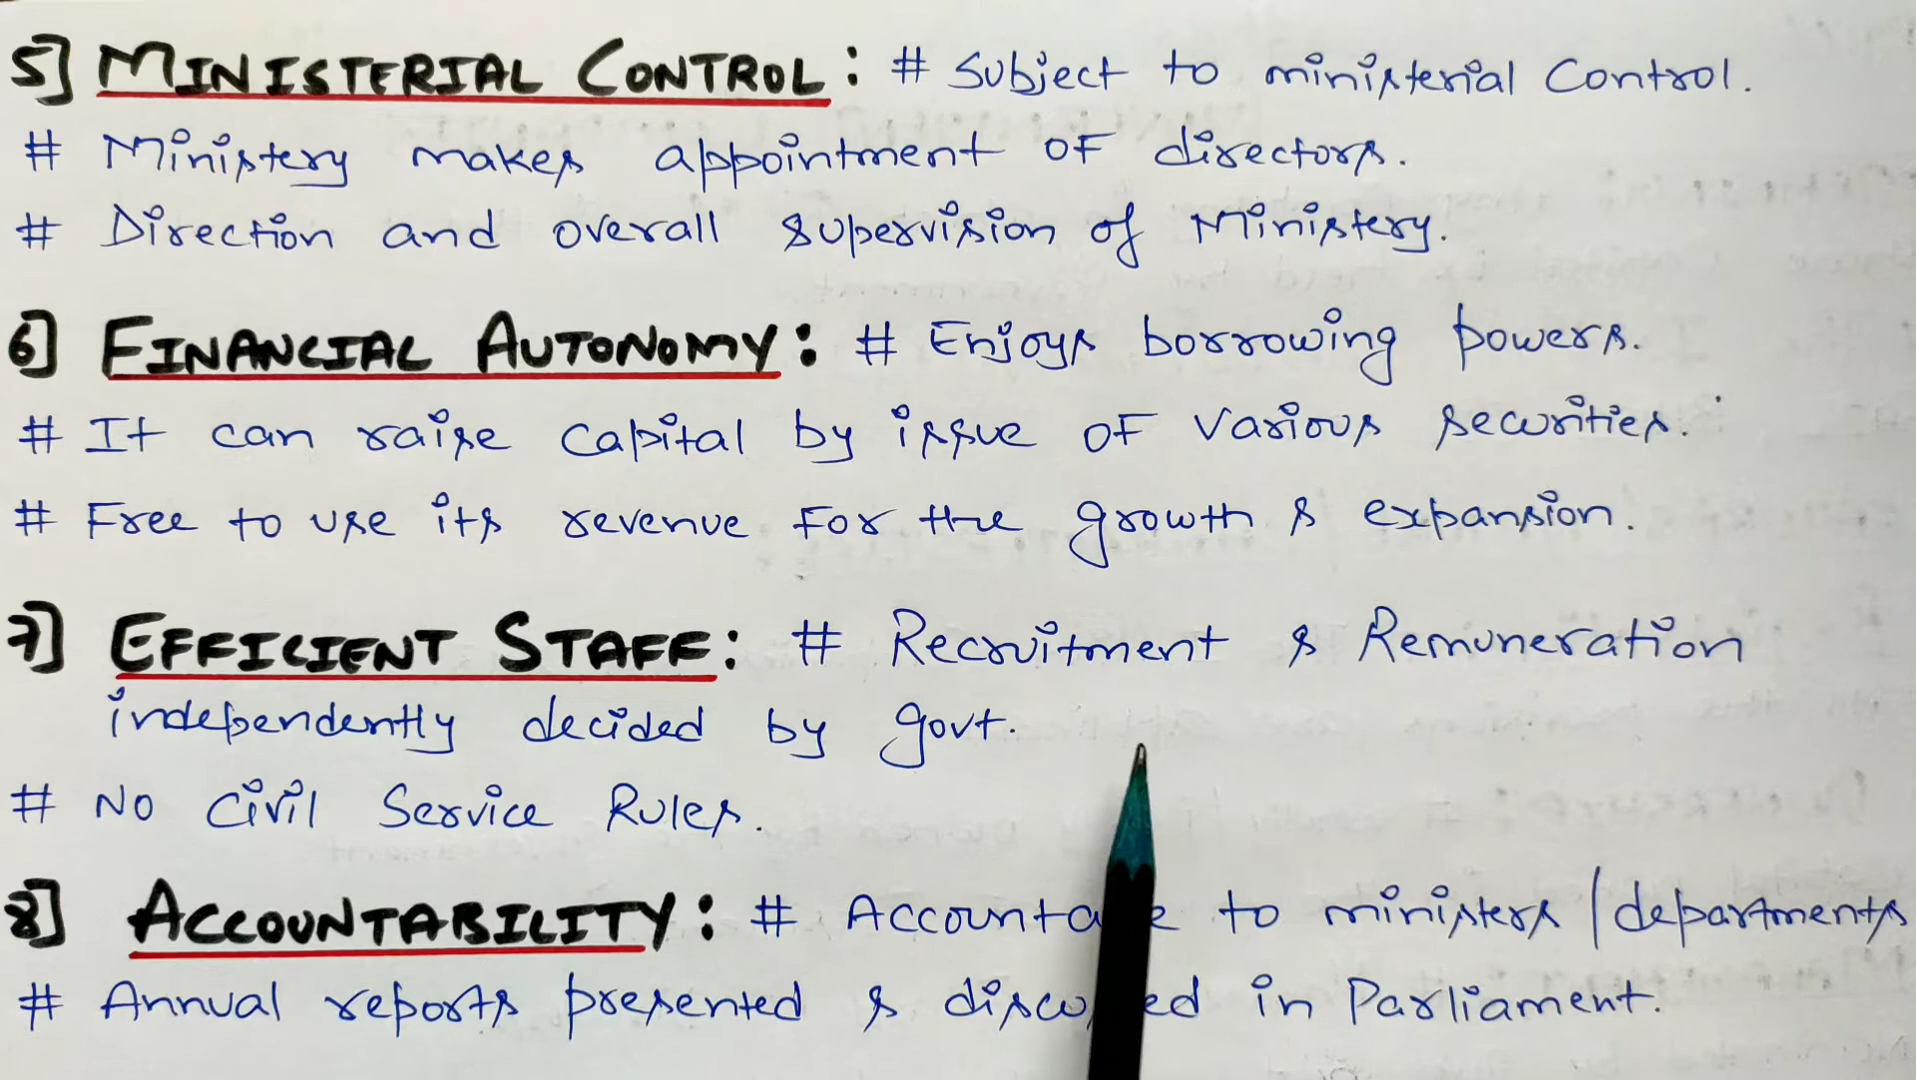 5] MINISTERIAL CONTROL: # Subject to ministerial Control.
# Ministery makes appointment of directors.
# Direction and overall supervision of Ministery.
6] FINANCIAL AUTONOMY: # Enjoys borrowing powers.
# It can raise capital by issue of various securities.
# Free to use its revenue for the growth & expansion.
7] EFFICIENT STAFF: # Recruitment & Remuneration
independently decided by govt.
# No Civil Service Rules.
8] ACCOUNTABILITY: # to ministers/departments
# Annual reports presented & in Parliament.